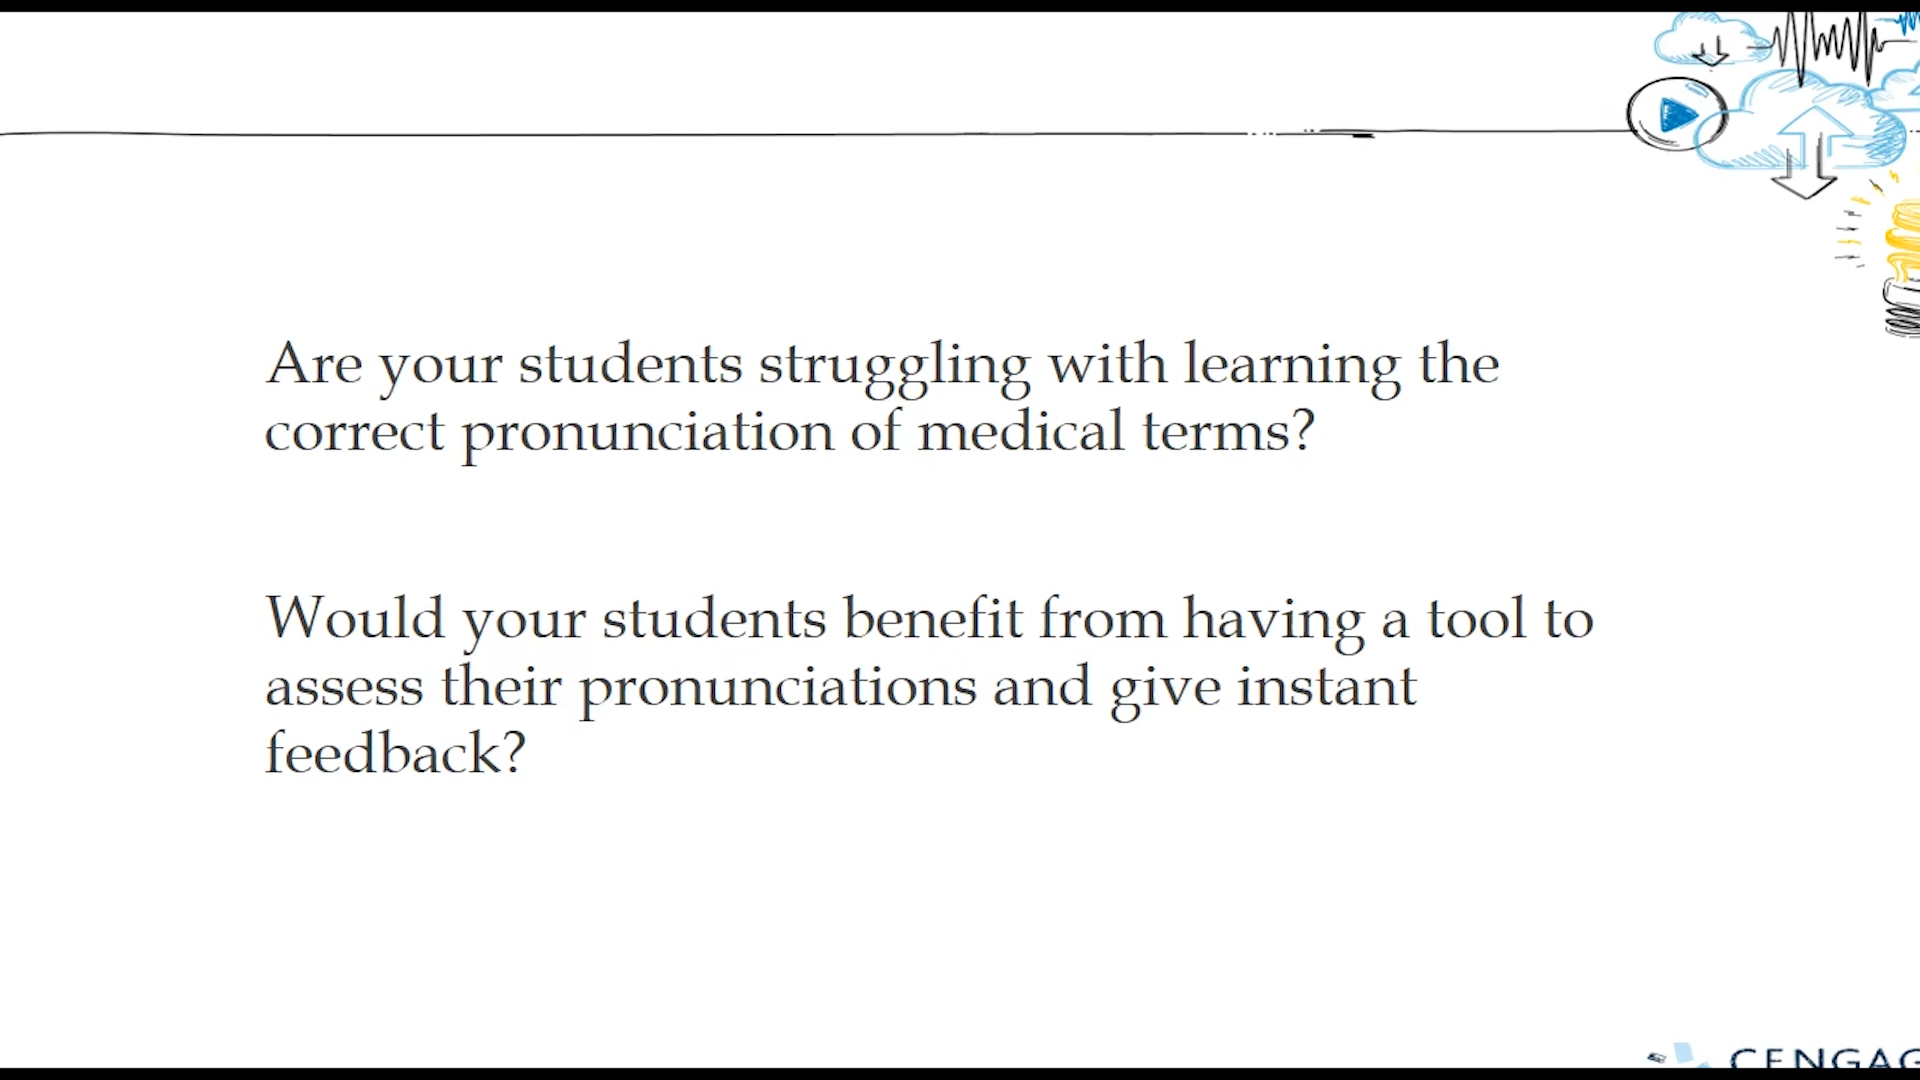 Are your students struggling with learning the
correct pronunciation of medical terms?
Would your students benefit from having a tool to
assess their pronunciations and give instant
feedback?
CENGAG